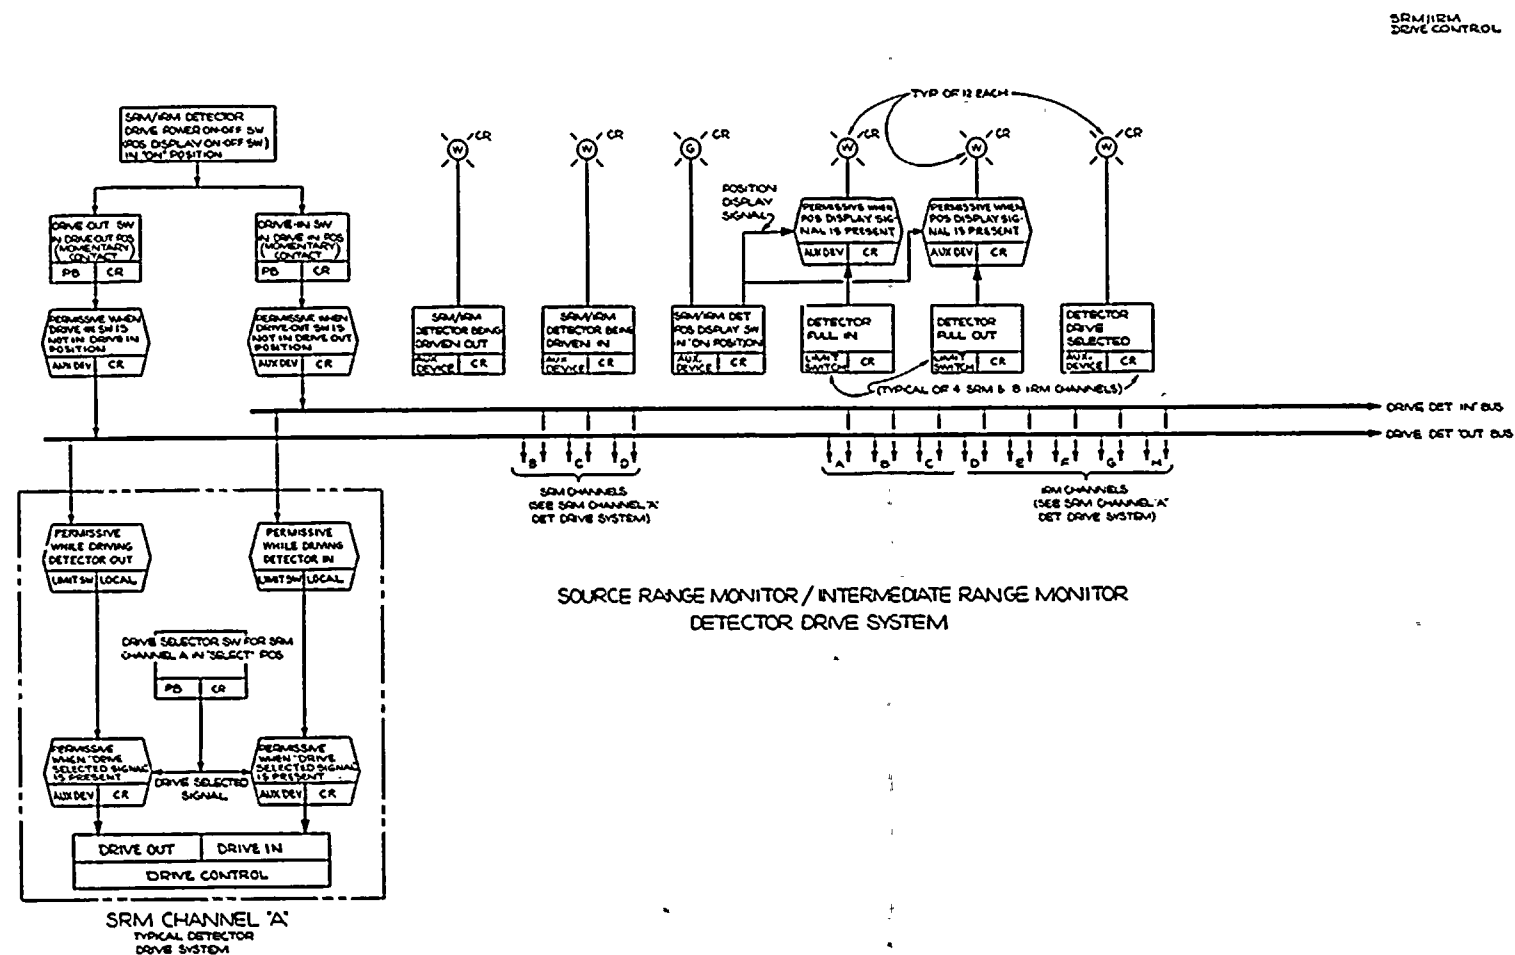 SRM/IRM
DRIVE CONTROL
TYP OF 12 EACH
SRM/IRM DETECTOR
DRIVE POWER ON-OFF SW
(POS DISPLAY ON-OFF SW)
IN "ON" POSITION
W
CR
W
CR
G
CR
W
CR
W
CR
W
CR
DRIVE-OUT SW
IN DRIVE OUT POS
(MOMENTARY)
CONTACT
PB
CR
DRIVE-IN SW
IN DRIVE IN POS
(MOMENTARY)
CONTACT
PB
CR
POSITION
DISPLAY
SIGNAL
PERMISSIVE WHEN
POS DISPLAY SIG-
NAL IS PRESENT
AUX DEV
CR
PERMISSIVE WHEN
POS DISPLAY SIG-
NAL IS PRESENT
AUX DEV
CR
PERMISSIVE WHEN
DRIVE-IN SW IS
NOT IN DRIVE IN
POSITION
AUX DEV
CR
PERMISSIVE WHEN
DRIVE-OUT SW IS
NOT IN DRIVE OUT
POSITION
AUX DEV
CR
SRM/IRM
DETECTOR BEING
DRIVEN OUT
AUX
DEVICE
CR
SRM/IRM
DETECTOR BEING
DRIVEN IN
AUX.
DEVICE
CR
SRM/IRM DET
POS DISPLAY SW
IN "ON" POSITION
AUX.
DEVICE
CR
DETECTOR
FULL IN
LIMIT
SWITCH
CR
DETECTOR
FULL OUT
LIMIT
SWITCH
CR
DETECTOR
DRIVE
SELECTED
AUX.
DEVICE
CR
(TYPICAL OF 4 SRM & 8 IRM CHANNELS)
DRIVE DET "IN" BUS
DRIVE DET "OUT" BUS
B
C
D
A
B
C
D
E
F
G
H
SRM CHANNELS
(SEE SRM CHANNEL "A"
DET DRIVE SYSTEM)
IRM CHANNELS
(SEE SRM CHANNEL "A"
DET DRIVE SYSTEM)
PERMISSIVE
WHILE DRIVING
DETECTOR OUT
LIMIT SW
LOCAL
PERMISSIVE
WHILE DRIVING
DETECTOR IN
LIMIT SW
LOCAL
SOURCE RANGE MONITOR / INTERMEDIATE RANGE MONITOR
DETECTOR DRIVE SYSTEM
DRIVE SELECTOR SW FOR SRM
CHANNEL A IN "SELECT" POS
PB
CR
PERMISSIVE
WHEN "DRIVE
SELECTED SIGNAL"
IS PRESENT
AUX DEV
CR
DRIVE SELECTED
SIGNAL
PERMISSIVE
WHEN "DRIVE
SELECTED SIGNAL"
IS PRESENT
AUX DEV
CR
DRIVE OUT
DRIVE IN
DRIVE CONTROL
SRM CHANNEL "A"
TYPICAL DETECTOR
DRIVE SYSTEM